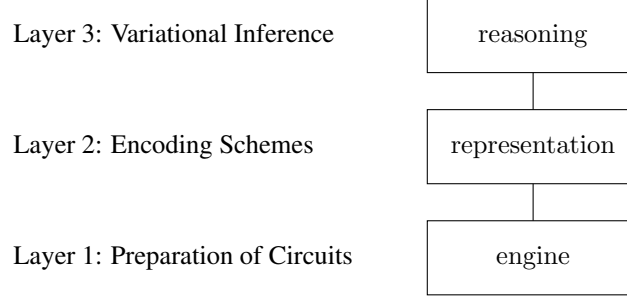 Layer 3: Variational Inference reasoning
Layer 2: Encoding Schemes representation
Layer 1: Preparation of Circuits engine